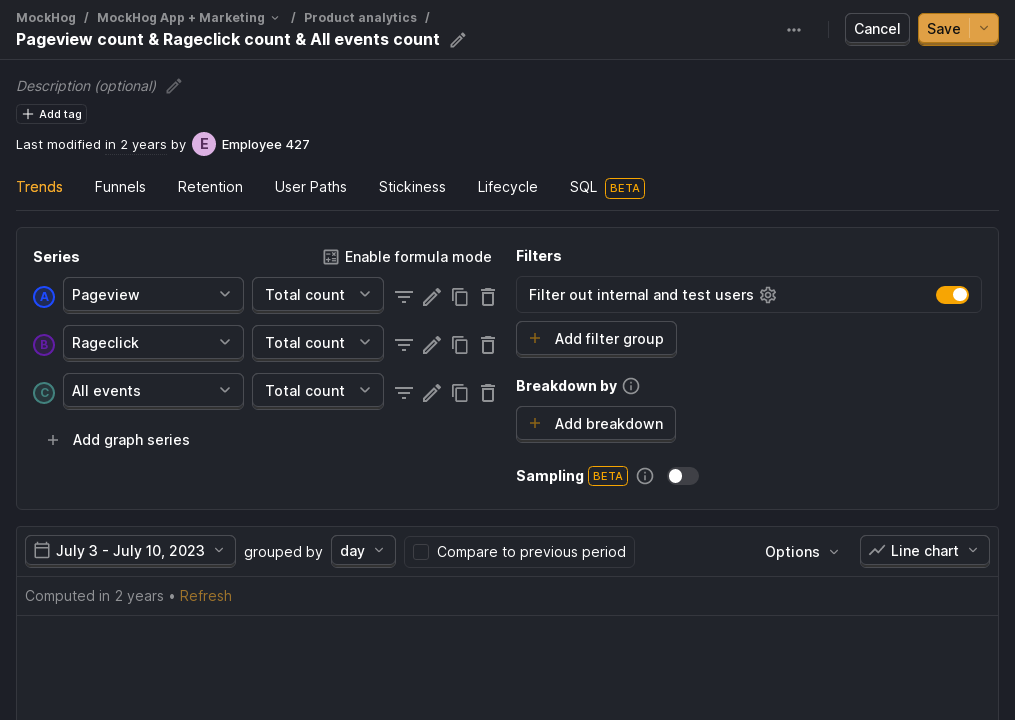 MockHog / MockHog App + Marketing / Product analytics /
Pageview count & Rageclick count & All events count
Cancel
Save
Description (optional)
Add tag
Last modified in 2 years by E Employee 427
Trends Funnels Retention User Paths Stickiness Lifecycle SQL BETA
Series
Enable formula mode
A Pageview Total count
B Rageclick Total count
C All events Total count
Add graph series
Filters
Filter out internal and test users
Add filter group
Breakdown by
Add breakdown
Sampling BETA
July 3 - July 10, 2023 grouped by day Compare to previous period Options Line chart
Computed in 2 years • Refresh